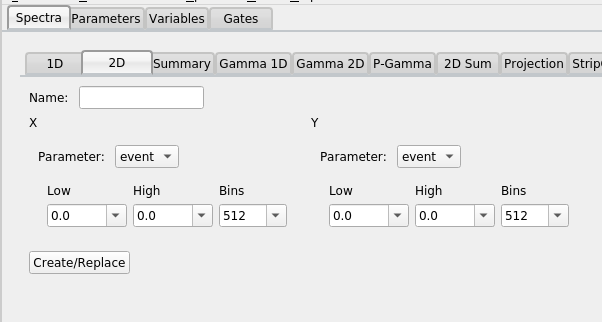 Spectra Parameters Variables Gates
1D 2D Summary Gamma 1D Gamma 2D P-Gamma 2D Sum Projection Strip
Name:
X Y
Parameter: event Parameter: event
Low High Bins Low High Bins
0.0 0.0 512 0.0 0.0 512
Create/Replace